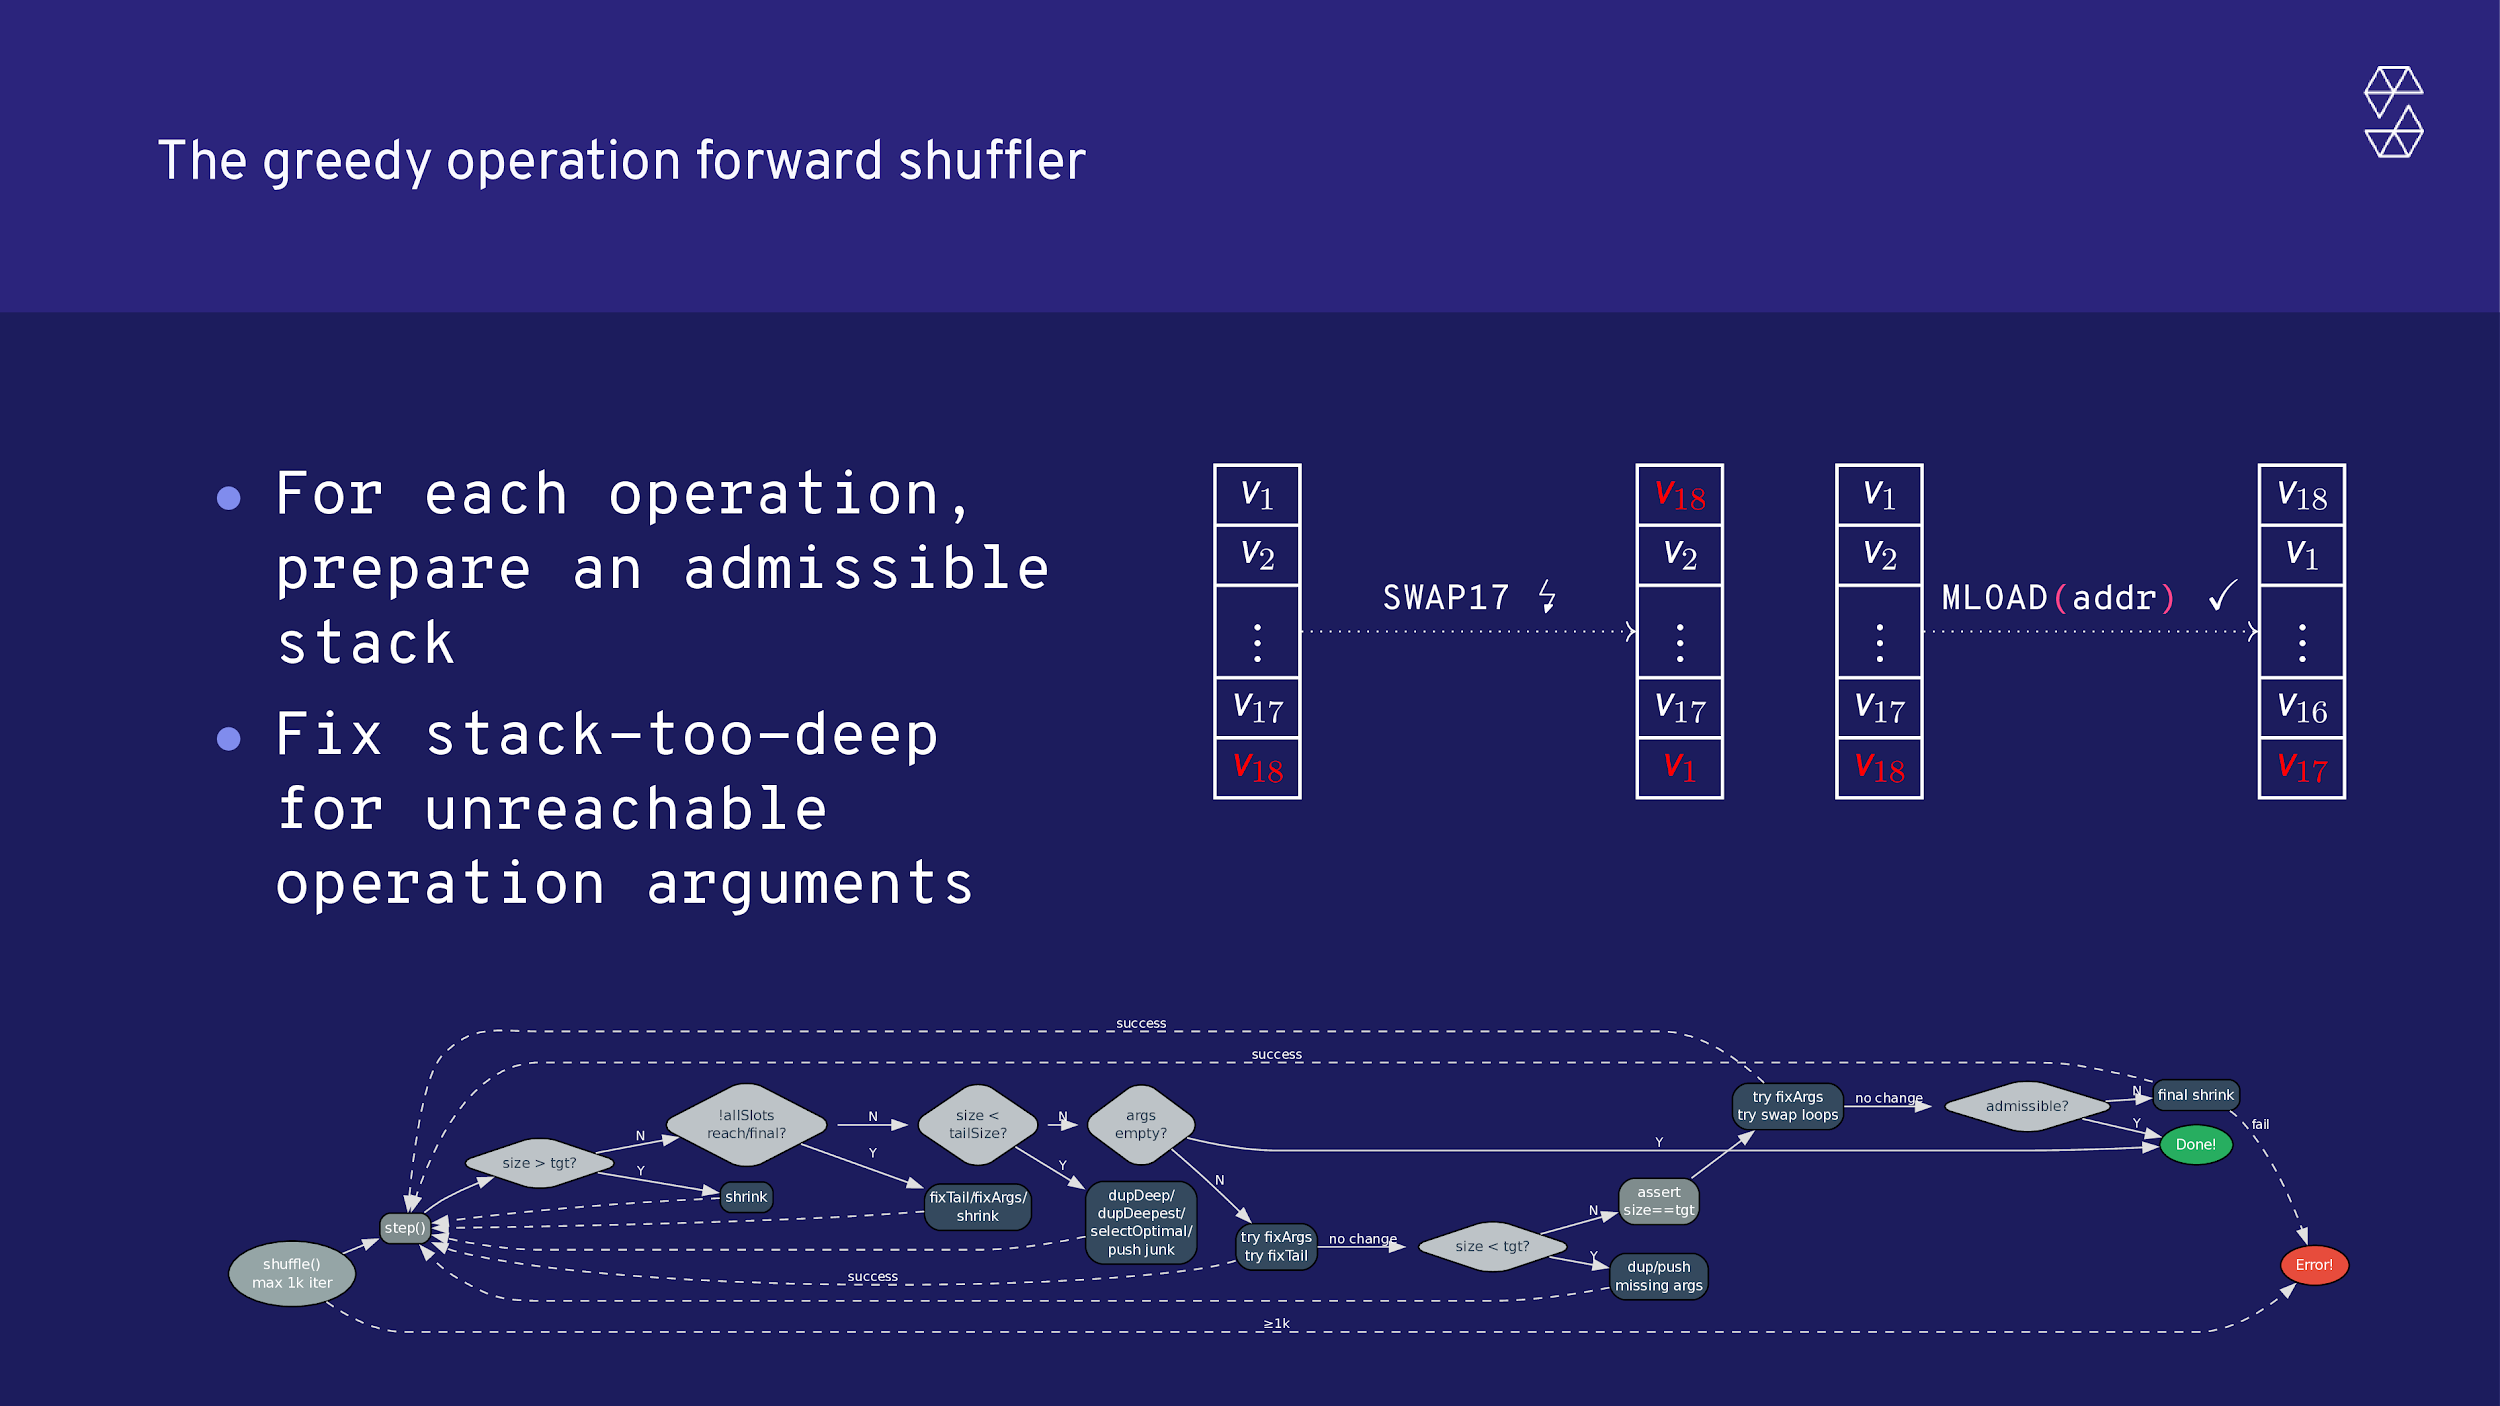 The greedy operation forward shuffler
For each operation,
prepare an admissible
stack
Fix stack-too-deep
for unreachable
operation arguments
v1
v2
⋮
v17
v18
SWAP17 ↯
v18
v2
⋮
v17
v1
v1
v2
⋮
v17
v18
MLOAD(addr) ✓
v18
v1
⋮
v16
v17
shuffle()
max 1k iter
step()
size > tgt?
N
Y
shrink
!allSlots
reach/final?
N
Y
fixTail/fixArgs/
shrink
size <
tailSize?
N
Y
dupDeep/
dupDeepest/
selectOptimal/
push junk
args
empty?
Y
N
try fixArgs
try fixTail
success
no change
size < tgt?
N
Y
assert
size==tgt
dup/push
missing args
try fixArgs
try swap loops
success
no change
admissible?
N
Y
final shrink
success
fail
Done!
Error!
≥1k